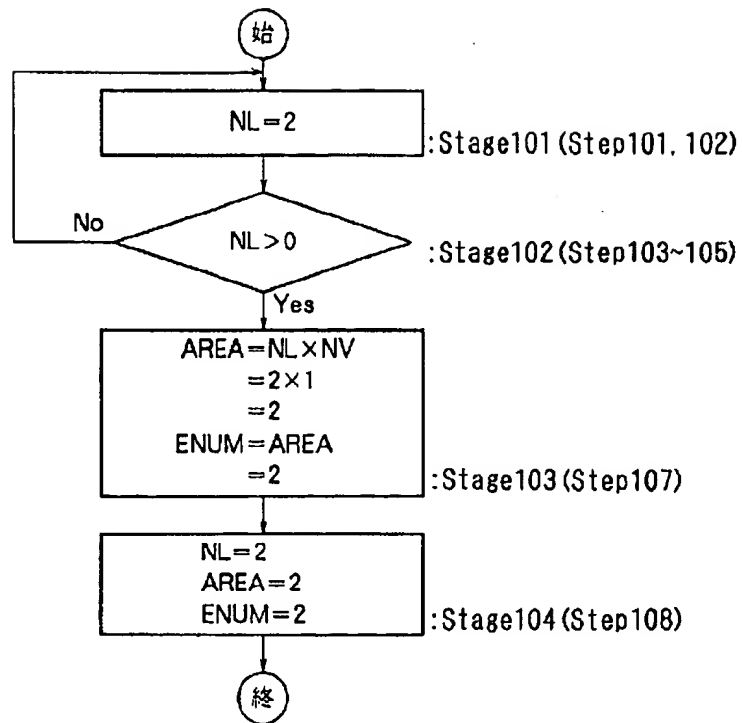 始
NL=2
:Stage101(Step101,102)
No
NL>0
:Stage102(Step103~105)
Yes
AREA=NL×NV
=2×1
=2
ENUM=AREA
=2
:Stage103(Step107)
NL=2
AREA=2
ENUM=2
:Stage104(Step108)
終